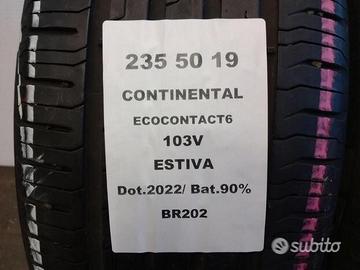 235 50 19
CONTINENTAL
ECOCONTACT6
103V
ESTIVA
Dot.2022/ Bat.90%
BR202
subito